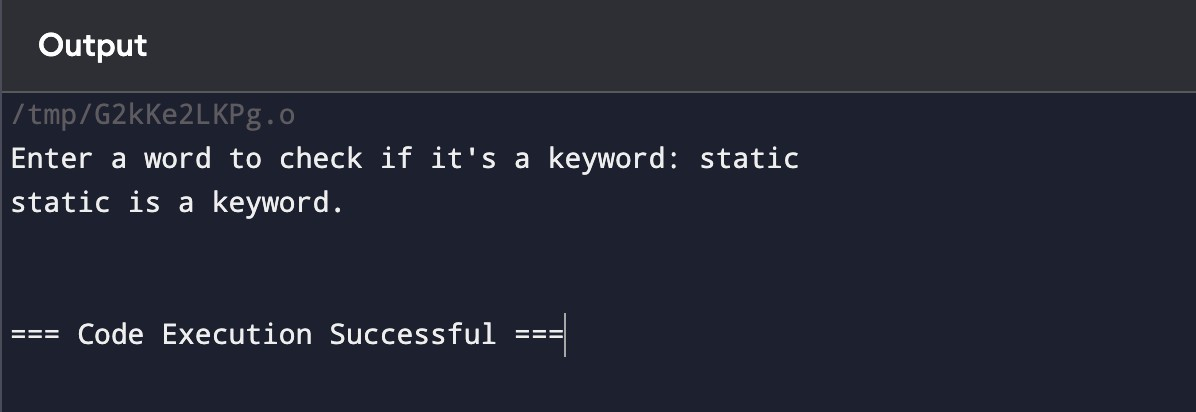 Output
/tmp/G2kKe2LKPg.o
Enter a word to check if it's a keyword: static
static is a keyword.
=== Code Execution Successful ===